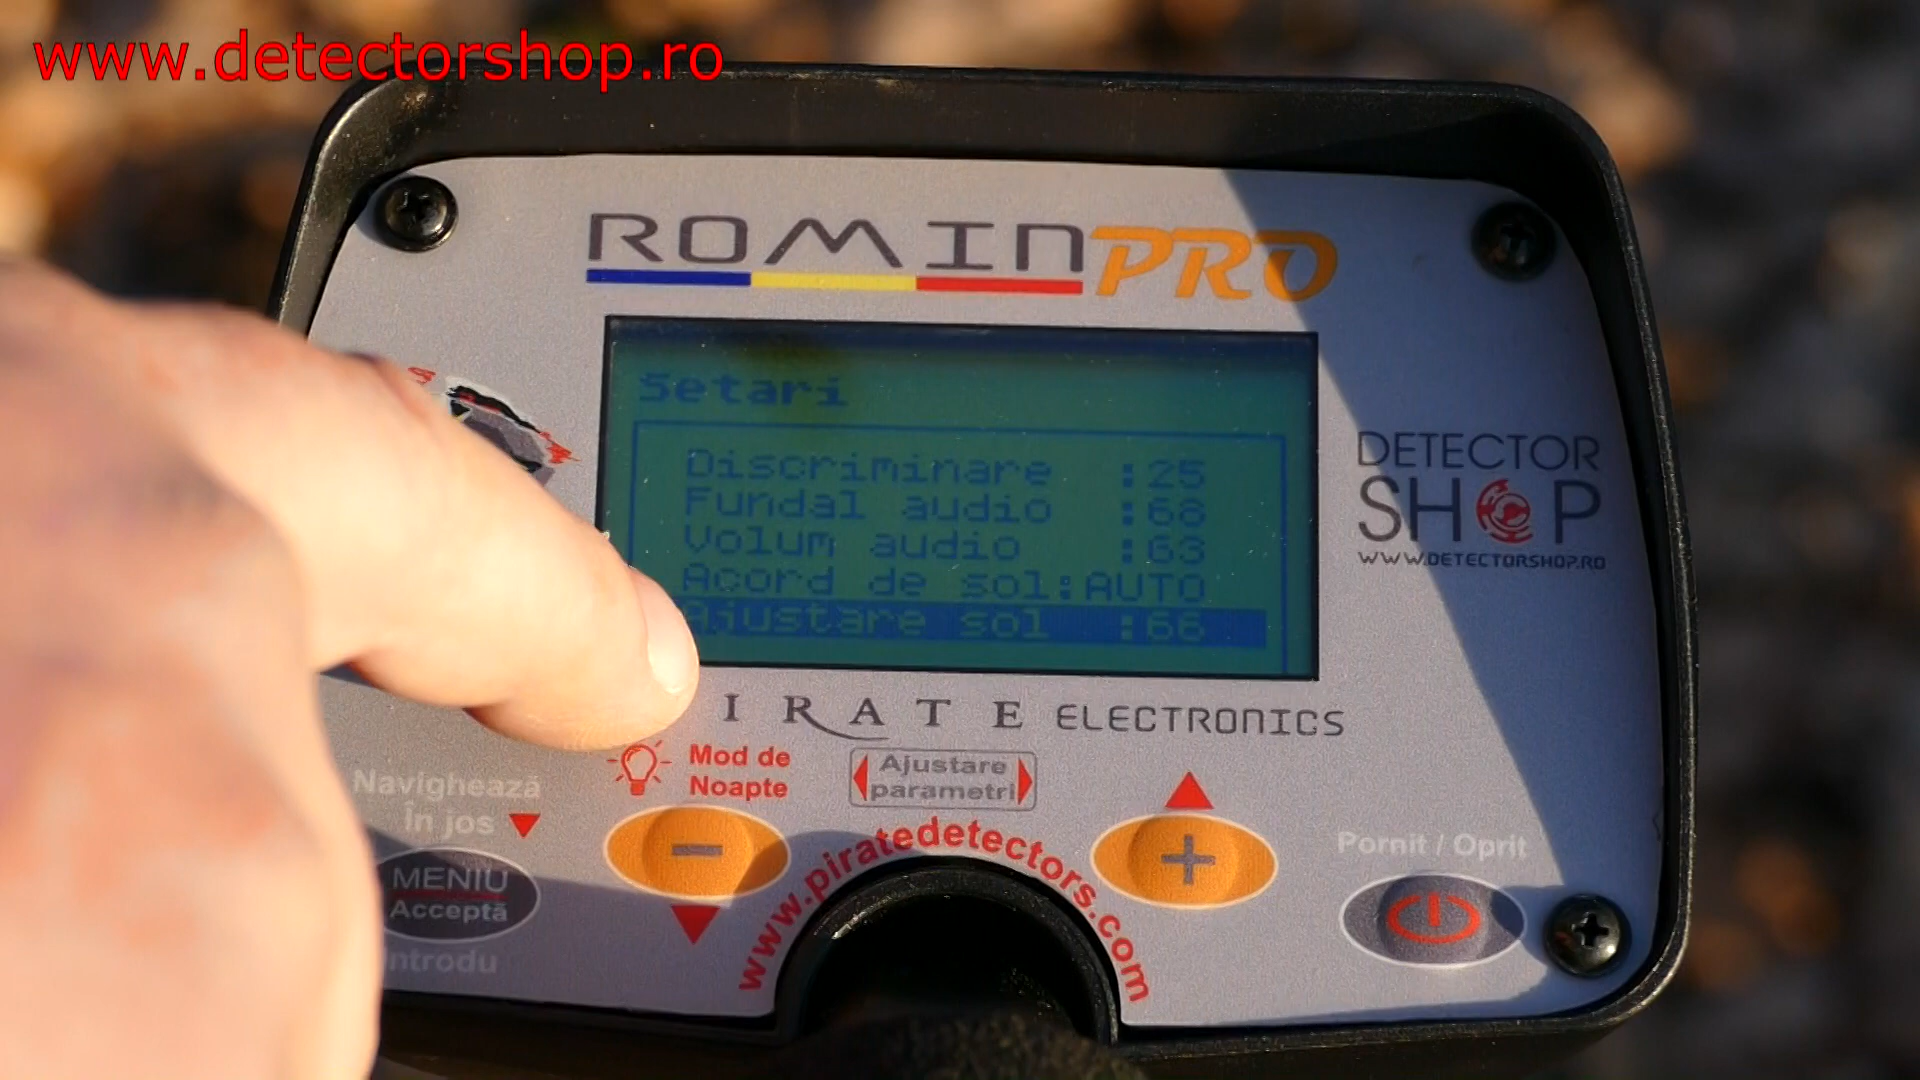 www.detectorshop.ro
ROMIN PRO
Setari
Discriminare :25
Fundal audio :68
Volum audio :63
Acord de sol:AUTO
Ajustare sol :66
DETECTOR
SHOP
WWW.DETECTORSHOP.RO
IRATE ELECTRONICS
Mod de
Noapte
Ajustare
parametri
Navighează
În jos
MENIU
Acceptă
ntrodu
-
+
www.piratedetectors.com
Pornit / Oprit